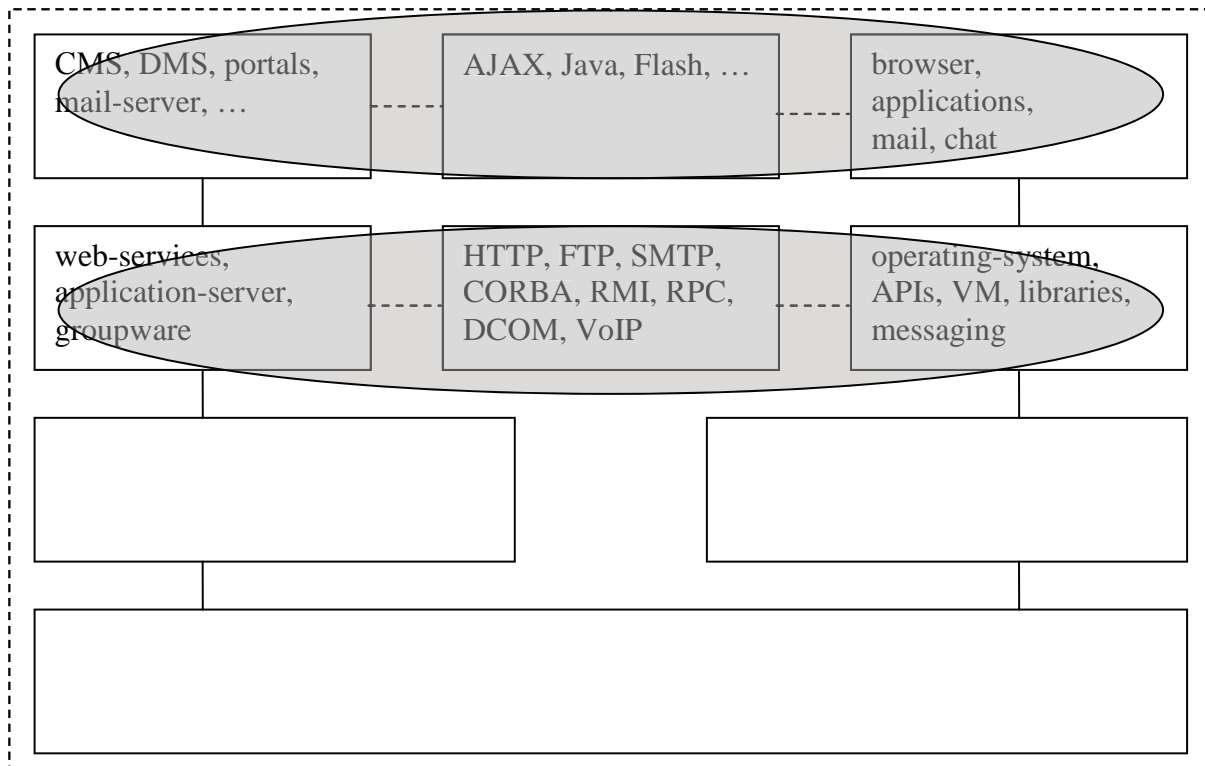 CMS, DMS, portals,
mail-server, …
AJAX, Java, Flash, …
browser,
applications,
mail, chat
web-services,
application-server,
groupware
HTTP, FTP, SMTP,
CORBA, RMI, RPC,
DCOM, VoIP
operating-system,
APIs, VM, libraries,
messaging